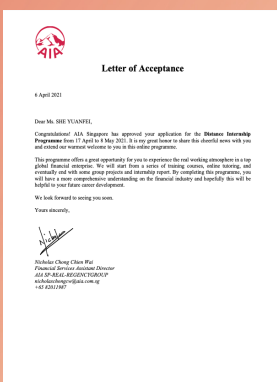 AIA
Letter of Acceptance
6 April 2021
Dear Ms. SHE YUANFEI,
Congratulations! AIA Singapore has approved your application for the Distance Internship
Programme from 17 April to 8 May 2021. It is my great honor to share this cheerful news with you
and extend our warmest welcome to you in this online programme.
This programme offers a great opportunity for you to experience the real working atmosphere in a top
global financial enterprise. We will start from a series of training courses, online tutoring, and
eventually end with some group projects and internship report. By completing this programme, you
will have a more comprehensive understanding on the financial industry and hopefully this will be
helpful to your future career development.
We look forward to seeing you soon.
Yours sincerely,
Nicholas
Nicholas Chong Chien Wai
Financial Services Assistant Director
AIA SP-REAL-REGENCYGROUP
nicholaschongcw@aia.com.sg
+65 82011987